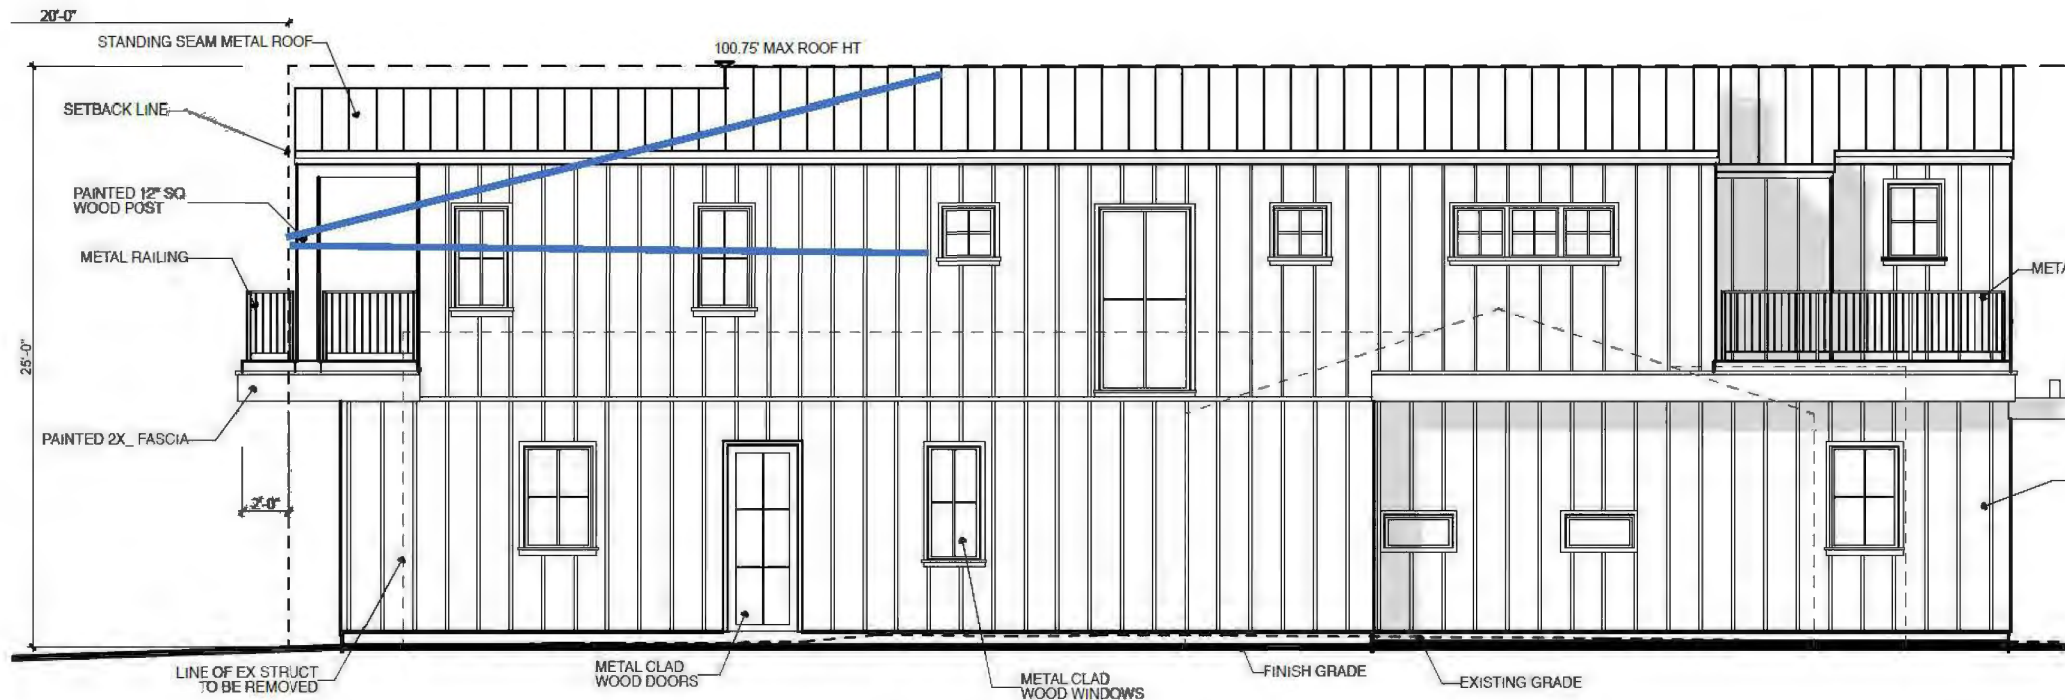 20'-0"
STANDING SEAM METAL ROOF
100.75' MAX ROOF HT
SETBACK LINE
PAINTED 12" SQ
WOOD POST
METAL RAILING
META
25'-0"
PAINTED 2X_ FASCIA
2'-0"
LINE OF EX STRUCT
TO BE REMOVED
METAL CLAD
WOOD DOORS
METAL CLAD
WOOD WINDOWS
FINISH GRADE
EXISTING GRADE